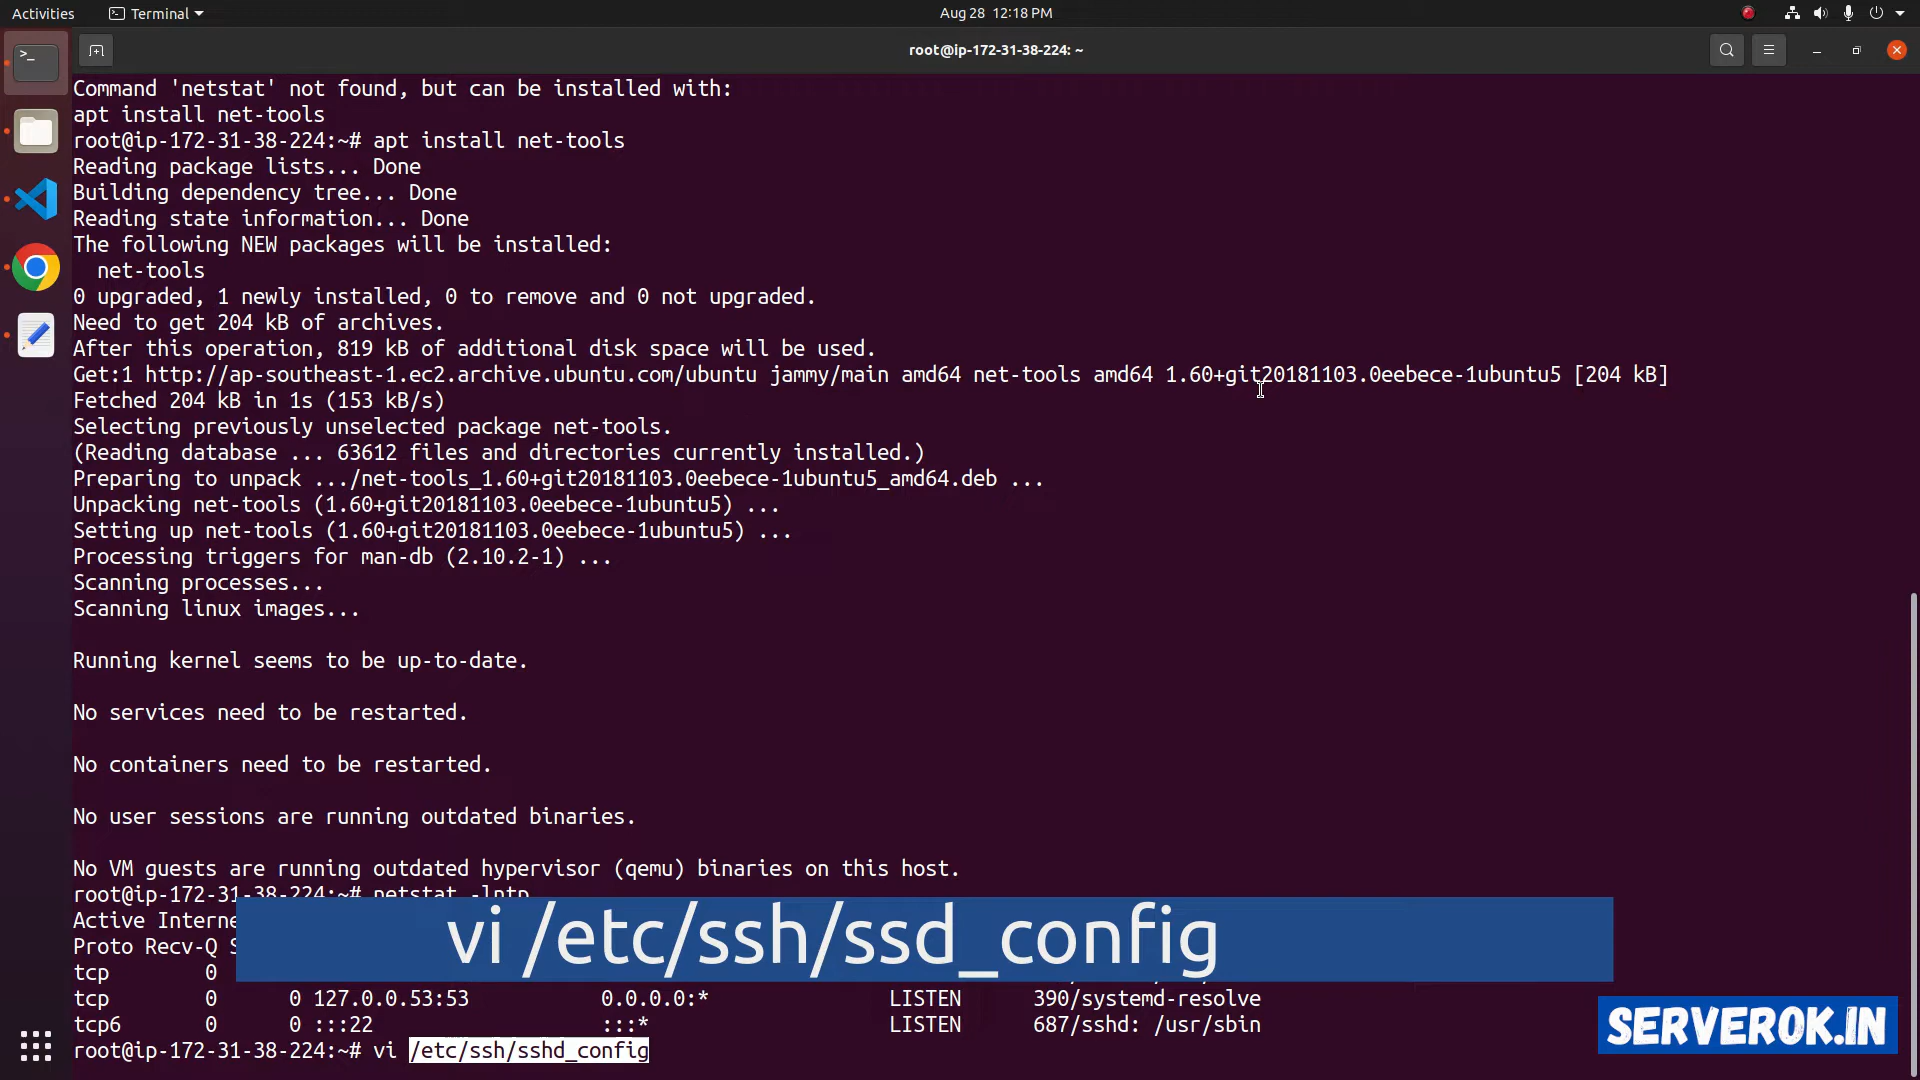 Activities Terminal Aug 28 12:18 PM
root@ip-172-31-38-224: ~
Command 'netstat' not found, but can be installed with:
apt install net-tools
root@ip-172-31-38-224:~# apt install net-tools
Reading package lists... Done
Building dependency tree... Done
Reading state information... Done
The following NEW packages will be installed:
  net-tools
0 upgraded, 1 newly installed, 0 to remove and 0 not upgraded.
Need to get 204 kB of archives.
After this operation, 819 kB of additional disk space will be used.
Get:1 http://ap-southeast-1.ec2.archive.ubuntu.com/ubuntu jammy/main amd64 net-tools amd64 1.60+git20181103.0eebece-1ubuntu5 [204 kB]
Fetched 204 kB in 1s (153 kB/s)
Selecting previously unselected package net-tools.
(Reading database ... 63612 files and directories currently installed.)
Preparing to unpack .../net-tools_1.60+git20181103.0eebece-1ubuntu5_amd64.deb ...
Unpacking net-tools (1.60+git20181103.0eebece-1ubuntu5) ...
Setting up net-tools (1.60+git20181103.0eebece-1ubuntu5) ...
Processing triggers for man-db (2.10.2-1) ...
Scanning processes...
Scanning linux images...
Running kernel seems to be up-to-date.
No services need to be restarted.
No containers need to be restarted.
No user sessions are running outdated binaries.
No VM guests are running outdated hypervisor (qemu) binaries on this host.
root@ip-172-31-38-224:~# netstat -lntp
Active Interne
Proto Recv-Q S
vi /etc/ssh/ssd_config
tcp 0
tcp 0 0 127.0.0.53:53 0.0.0.0:* LISTEN 390/systemd-resolve
tcp6 0 0 :::22 :::* LISTEN 687/sshd: /usr/sbin
root@ip-172-31-38-224:~# vi /etc/ssh/sshd_config
SERVEROK.IN